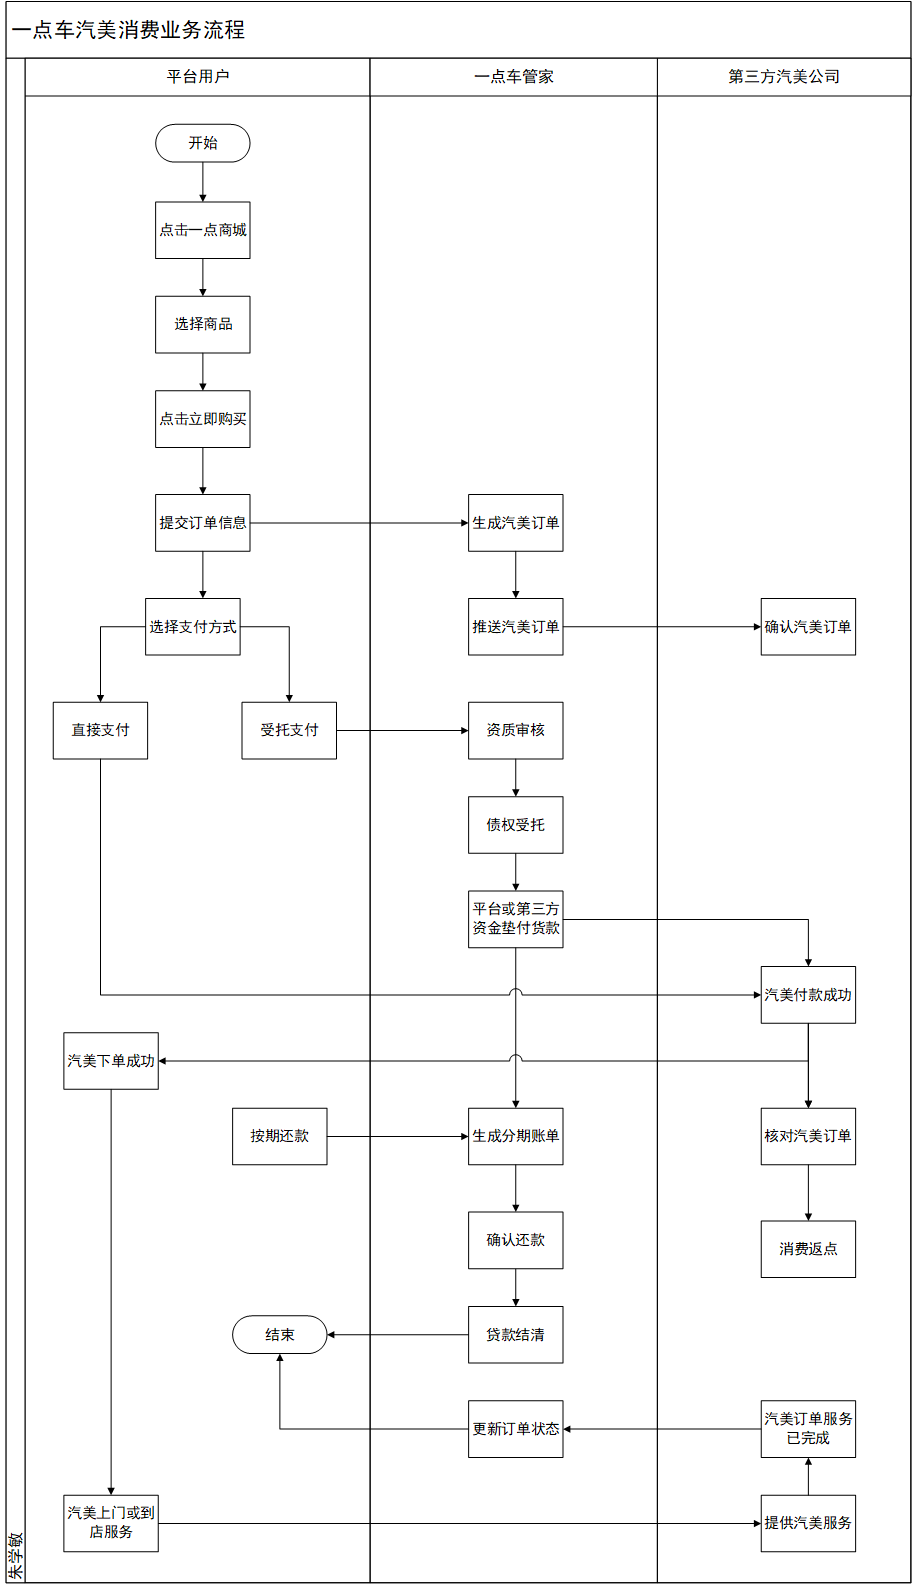 一点车汽美消费业务流程
平台用户
一点车管家
第三方汽美公司
开始
点击一点商城
选择商品
点击立即购买
提交订单信息
生成汽美订单
选择支付方式
推送汽美订单
确认汽美订单
直接支付
受托支付
资质审核
债权受托
平台或第三方
资金垫付货款
汽美付款成功
汽美下单成功
按期还款
生成分期账单
核对汽美订单
确认还款
消费返点
结束
贷款结清
更新订单状态
汽美订单服务
已完成
汽美上门或到
店服务
提供汽美服务
朱学敏